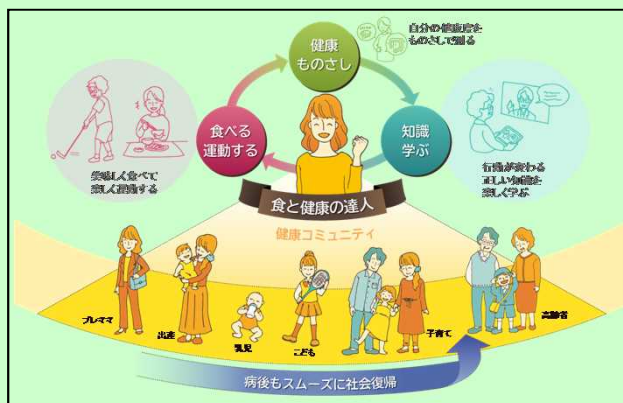 健康
ものさし
自分の健康度を
ものさしで測る
食べる
運動する
知識
学ぶ
美味しく食べて
楽しく運動する
行動が変わる
正しい知識を
楽しく学ぶ
食と健康の達人
健康コミュニティ
プレママ
出産
乳児
こども
子育て
高齢者
病後もスムーズに社会復帰